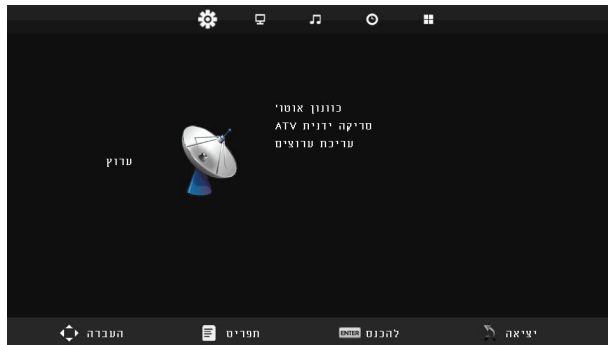 כוונון אוטו'
סריקה ידנית ATV
עריכת ערוצים
ערוץ
העברה
תפריט
ENTER להכנס
יציאה